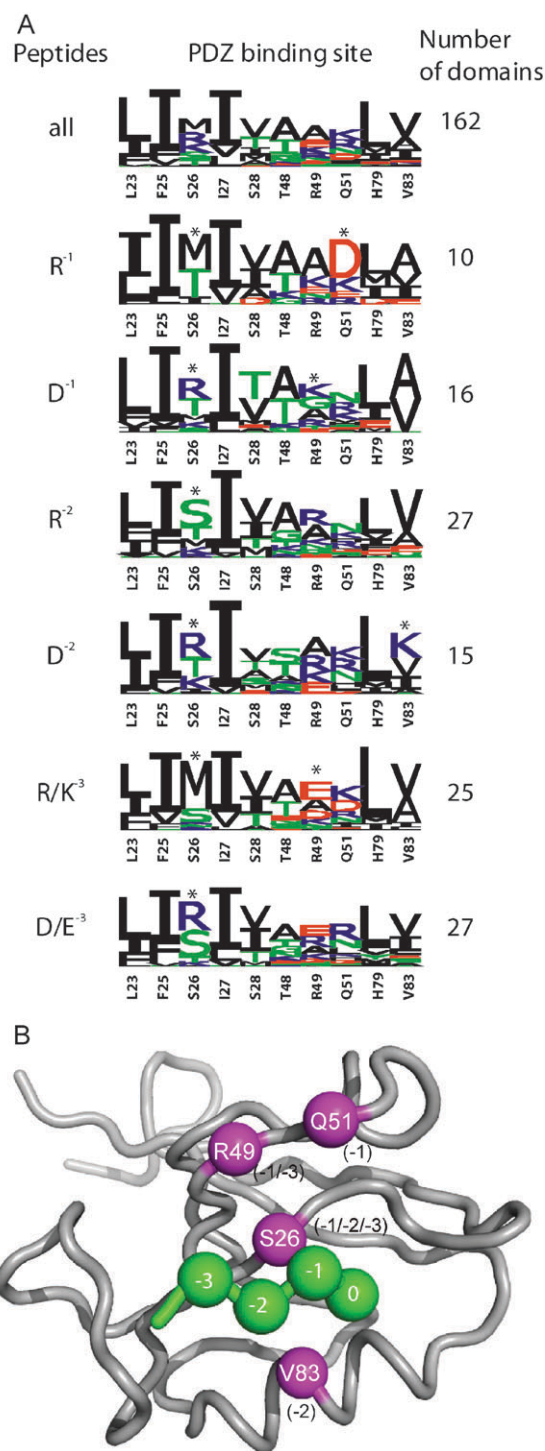 A
Peptides PDZ binding site Number of domains
all 162
L23 F25 S26 I27 S28 T48 R49 Q51 H79 V83
* *
R-1 10
L23 F25 S26 I27 S28 T48 R49 Q51 H79 V83
* *
D-1 16
L23 F25 S26 I27 S28 T48 R49 Q51 H79 V83
*
R-2 27
L23 F25 S26 I27 S28 T48 R49 Q51 H79 V83
* *
D-2 15
L23 F25 S26 I27 S28 T48 R49 Q51 H79 V83
* *
R/K-3 25
L23 F25 S26 I27 S28 T48 R49 Q51 H79 V83
*
D/E-3 27
L23 F25 S26 I27 S28 T48 R49 Q51 H79 V83
B
Q51
R49 (-1)
(-1/-3)
S26 (-1/-2/-3)
-3 -2 -1 0
V83
(-2)